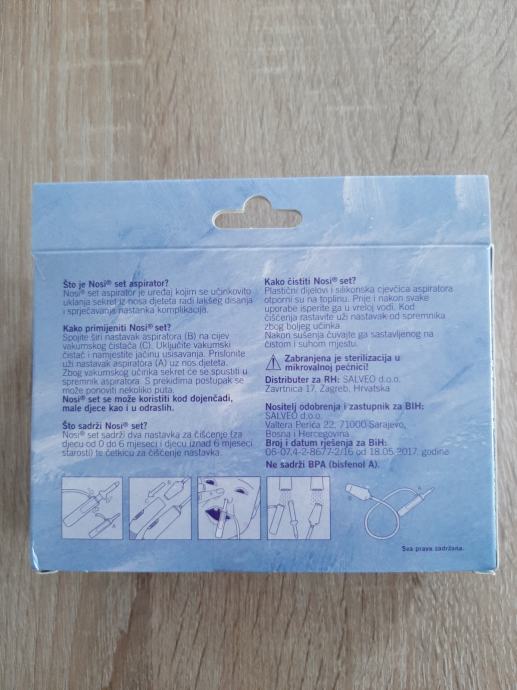 Što je Nosi® set aspirator?
Nosi® set aspirator je uređaj kojim se učinkovito
uklanja sekret iz nosa djeteta radi lakšeg disanja
i sprječavanja nastanka komplikacija.
Kako primijeniti Nosi® set?
Spojite širi nastavak aspiratora (B) na cijev
vakumskog čistača (C). Uključite vakumski
čistač i namjestite jačinu usisavanja. Prislonite
uži nastavak aspiratora (A) uz nos djeteta.
Zbog vakumskog učinka sekret će se spustiti u
spremnik aspiratora. S prekidima postupak se
može ponoviti nekoliko puta.
Nosi® set se može koristiti kod dojenčadi,
male djece kao i u odraslih.
Što sadrži Nosi® set?
Nosi® set sadrži dva nastavka za čišćenje (za
djecu od 0 do 6 mjeseci i djecu iznad 6 mjeseci
starosti) te četkicu za čišćenje nastavka.
Kako čistiti Nosi® set?
Plastični dijelovi i silikonska cjevčica aspiratora
otporni su na toplinu. Prije i nakon svake
uporabe isperite ga u vreloj vodi. Kod
čišćenja rastavite uži nastavak od spremnika
zbog boljeg učinka.
Nakon sušenja čuvajte ga sastavljenog na
čistom i suhom mjestu.
Zabranjena je sterilizacija u
mikrovalnoj pećnici!
Distributer za RH: SALVEO d.o.o.
Zavrtnica 17, Zagreb, Hrvatska
Nositelj odobrenja i zastupnik za BIH:
SALVEO d.o.o.
Valtera Perića 22, 71000 Sarajevo,
Bosna i Hercegovina
Broj i datum rješenja za BiH:
06-07.4-2-8677-2/16 od 18.05.2017. godine
Ne sadrži BPA (bisfenol A).
Sva prava zadržana.